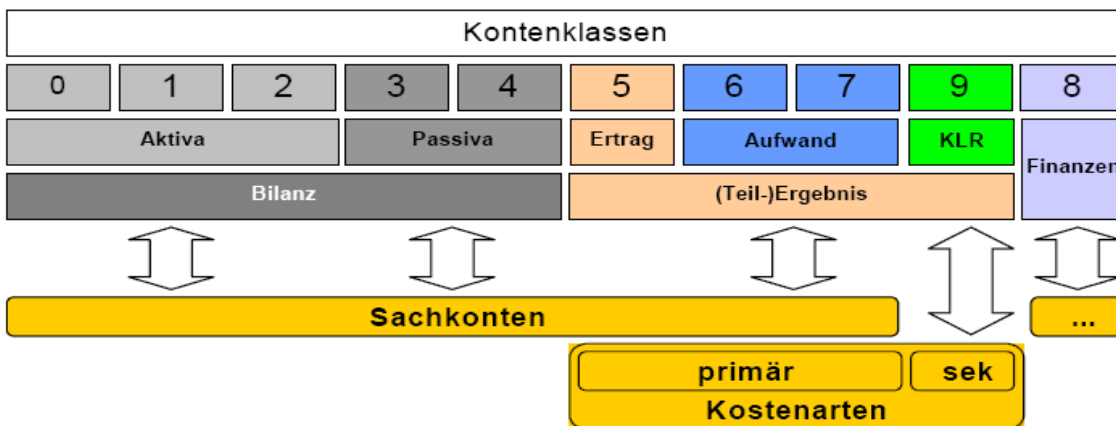 Kontenklassen
0 1 2 3 4 5 6 7 9 8
Aktiva Passiva Ertrag Aufwand KLR Finanzen
Bilanz (Teil-)Ergebnis
Sachkonten ...
primär sek
Kostenarten